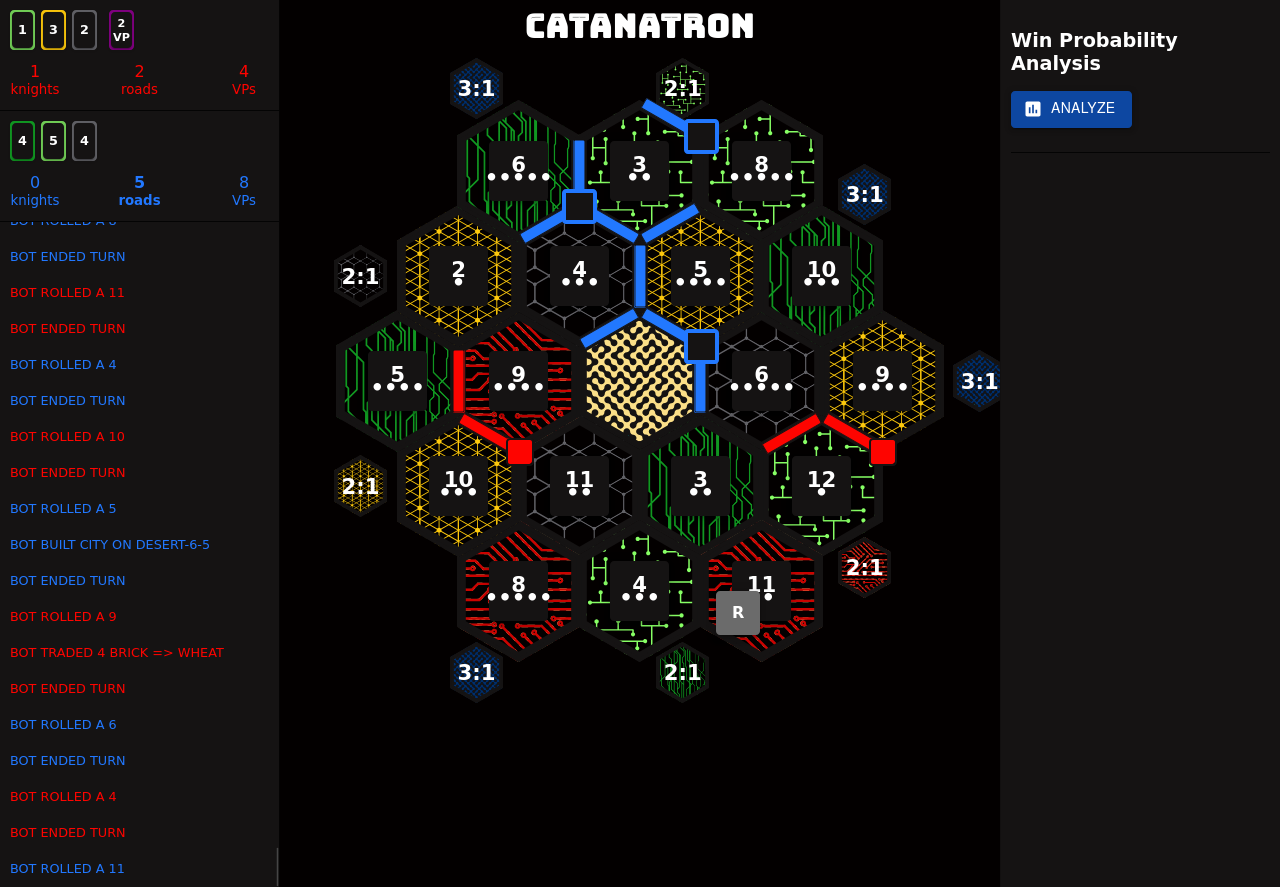 CATANATRON
1 3 2 2 VP
1 2 4
knights roads VPs
4 5 4
0 5 8
knights roads VPs
BOT ENDED TURN
BOT ROLLED A 11
BOT ENDED TURN
BOT ROLLED A 4
BOT ENDED TURN
BOT ROLLED A 10
BOT ENDED TURN
BOT ROLLED A 5
BOT BUILT CITY ON DESERT-6-5
BOT ENDED TURN
BOT ROLLED A 9
BOT TRADED 4 BRICK => WHEAT
BOT ENDED TURN
BOT ROLLED A 6
BOT ENDED TURN
BOT ROLLED A 4
BOT ENDED TURN
BOT ROLLED A 11
3:1 2:1
6 3 8
3:1
2:1 2 4 5 10
5 9 6 9 3:1
2:1 10 11 3 12
2:1
8 4 11
R
3:1 2:1
Win Probability
Analysis
ANALYZE